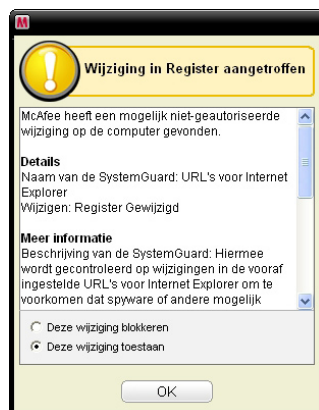 Wijziging in Register aangetroffen
McAfee heeft een mogelijk niet-geautoriseerde
wijziging op de computer gevonden.
Details
Naam van de SystemGuard: URL's voor Internet
Explorer
Wijzigen: Register Gewijzigd
Meer informatie
Beschrijving van de SystemGuard: Hiermee
wordt gecontroleerd op wijzigingen in de vooraf
ingestelde URL's voor Internet Explorer om te
voorkomen dat spyware of andere mogelijk
Deze wijziging blokkeren
Deze wijziging toestaan
OK